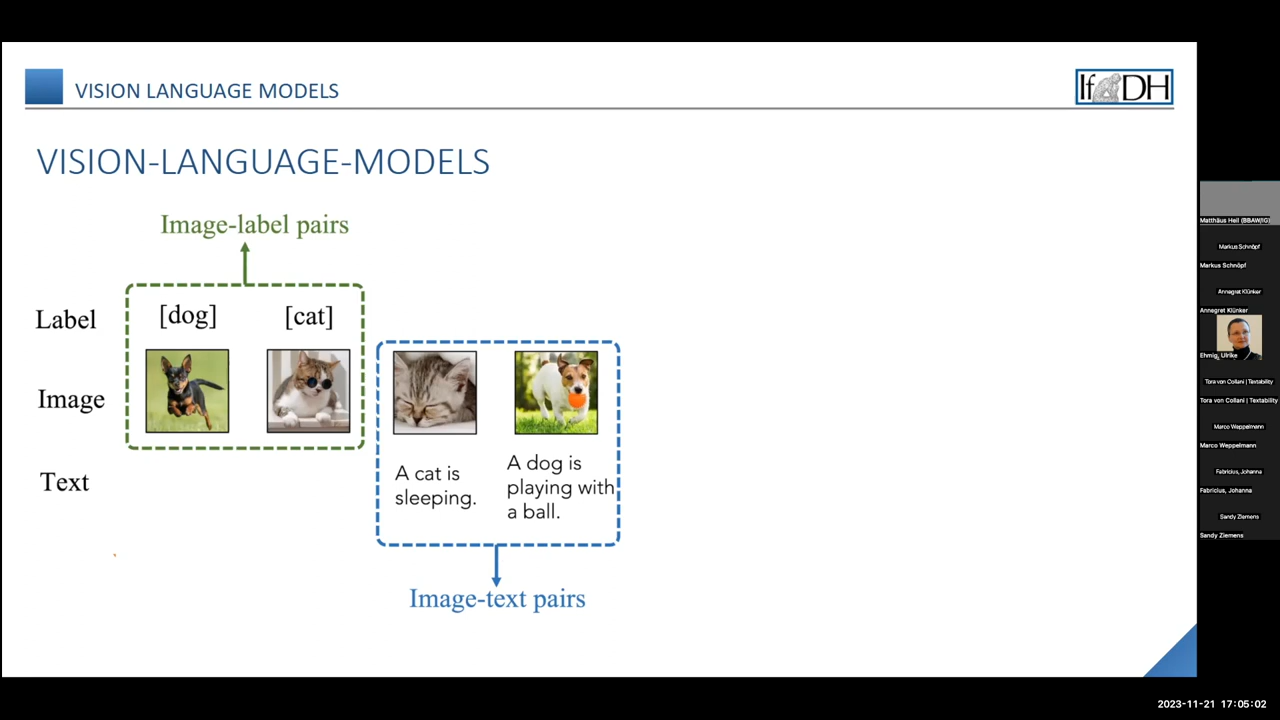 VISION LANGUAGE MODELS
IfDH
VISION-LANGUAGE-MODELS
Image-label pairs
Label
[dog]
[cat]
Image
Text
A cat is
sleeping.
A dog is
playing with
a ball.
Image-text pairs
Matthäus Heil (BBAW/IG)
Markus Schnöpf
Markus Schnöpf
Annegret Klünker
Annegret Klünker
Ehmig, Ulrike
Tora von Collani | Textability
Tora von Collani | Textability
Marco Weppelmann
Marco Weppelmann
Fabricius, Johanna
Fabricius, Johanna
Sandy Ziemens
Sandy Ziemens
2023-11-21 17:05:02